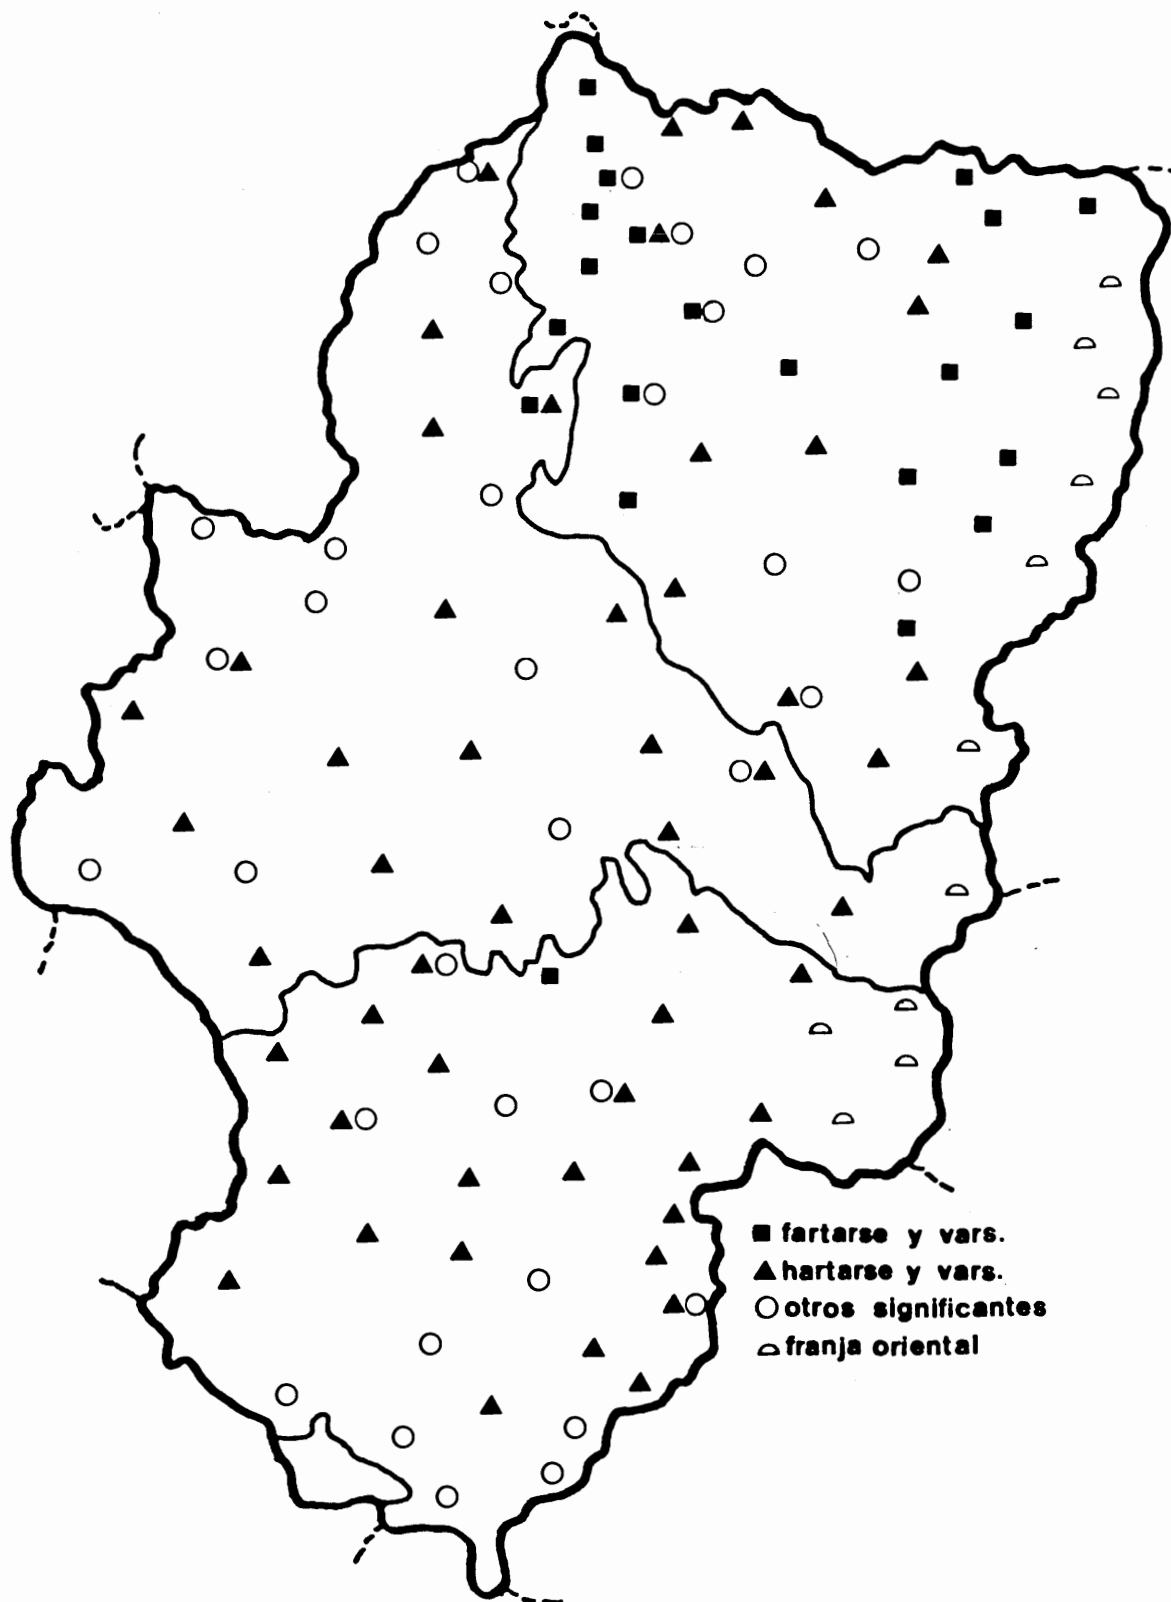 fartarse y vars.
hartarse y vars.
otros significantes
franja oriental